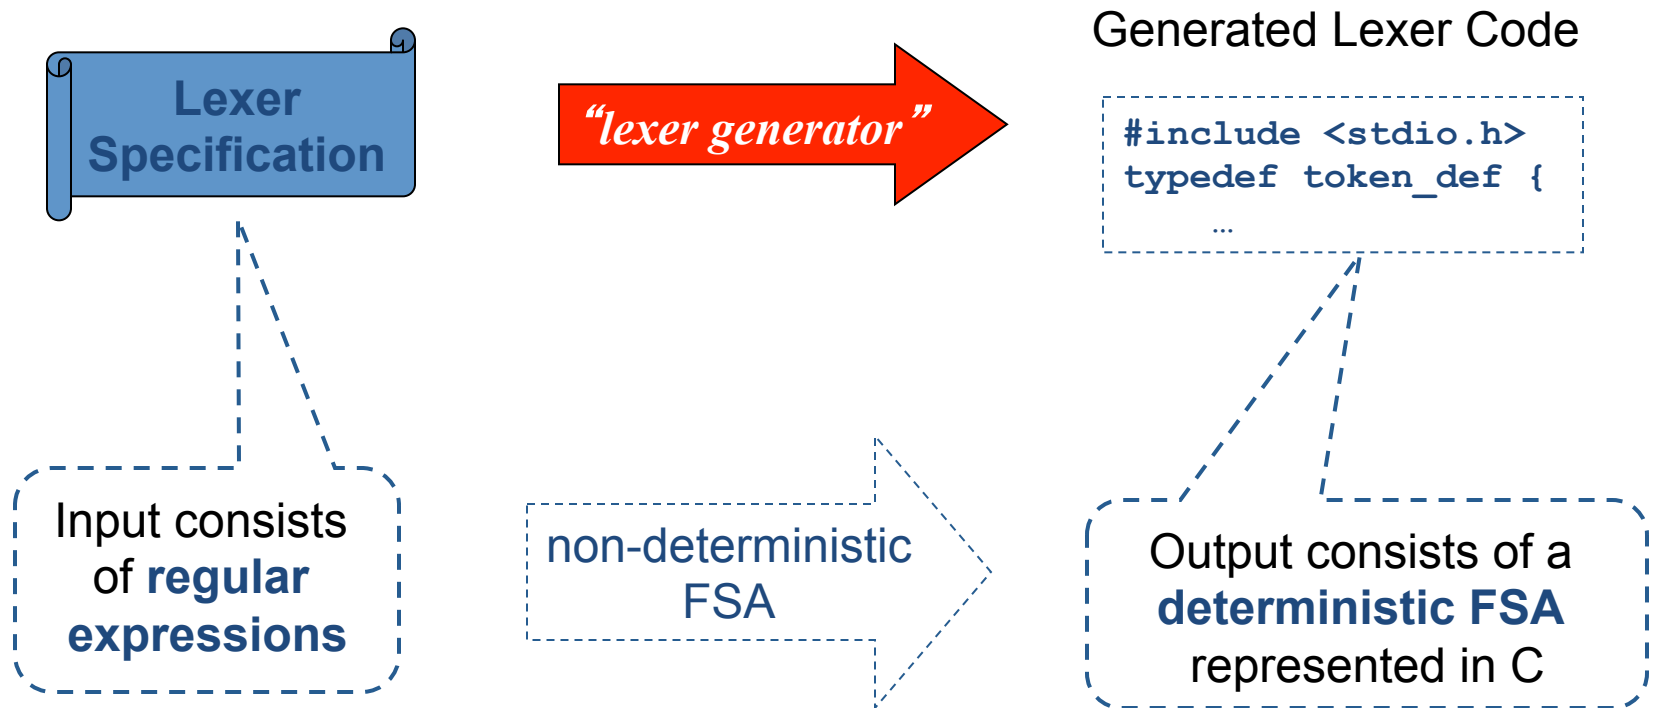 Generated Lexer Code
Lexer
Specification
“lexer generator”
#include <stdio.h>
typedef token_def {
…
Input consists
of regular
expressions
non-deterministic
FSA
Output consists of a
deterministic FSA
represented in C